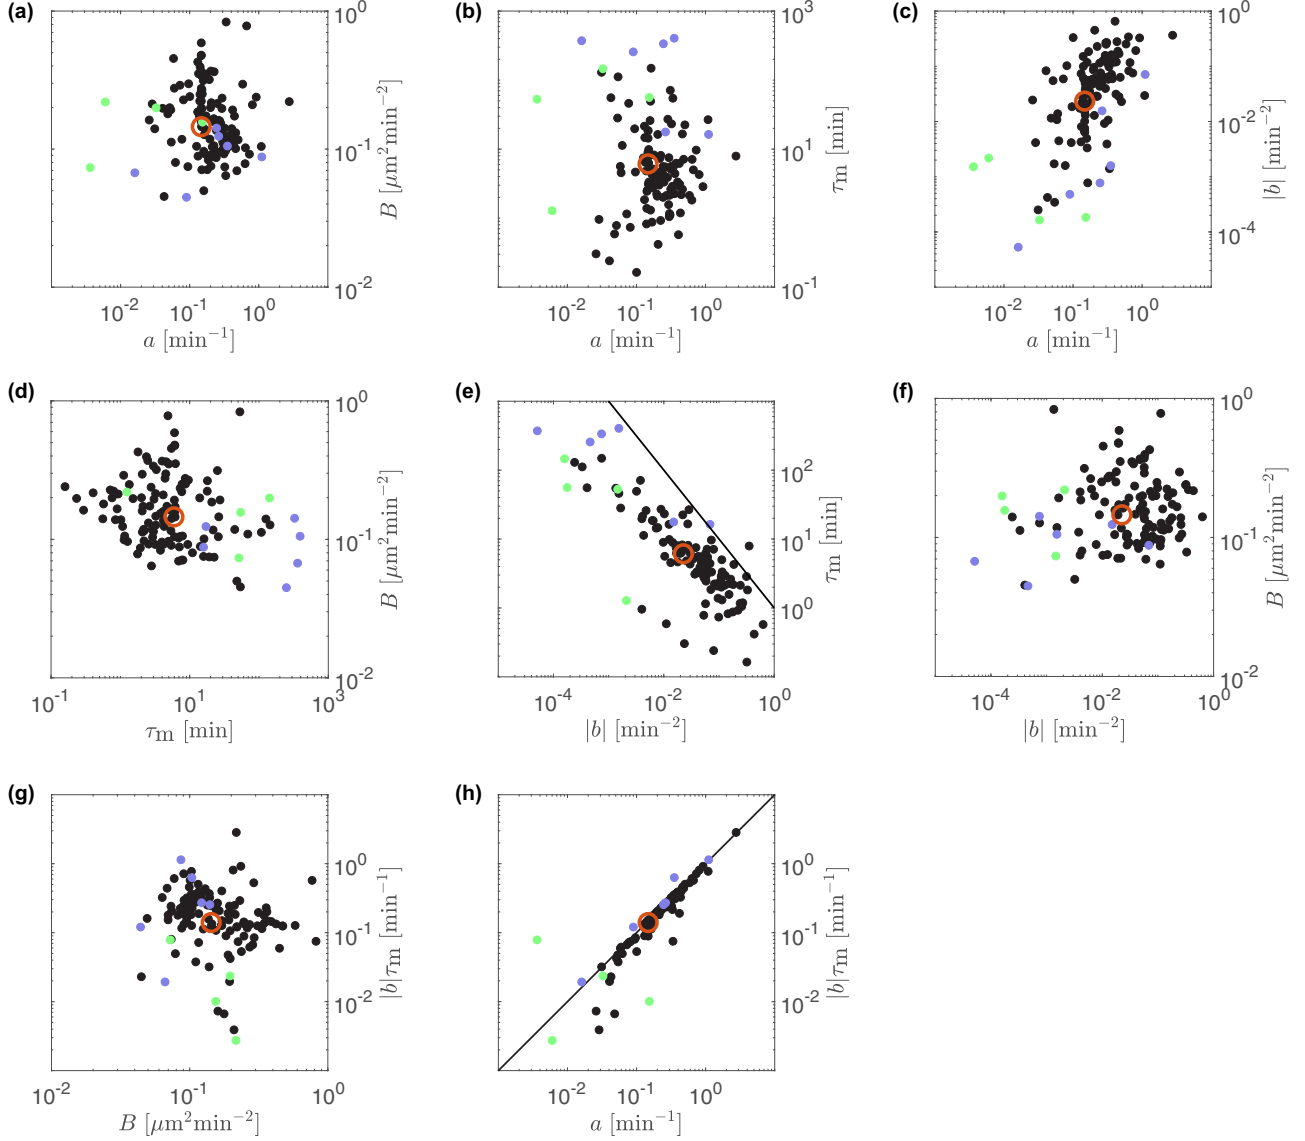 (a)
10^0
10^-1
10^-2
B [μm^2min^-2]
10^-2 10^-1 10^0
a [min^-1]
(b)
10^3
10^1
10^-1
τ_m [min]
10^-2 10^-1 10^0
a [min^-1]
(c)
10^0
10^-2
10^-4
|b| [min^-2]
10^-2 10^-1 10^0
a [min^-1]
(d)
10^0
10^-1
10^-2
B [μm^2min^-2]
10^-1 10^1 10^3
τ_m [min]
(e)
10^2
10^1
10^0
τ_m [min]
10^-4 10^-2 10^0
|b| [min^-2]
(f)
10^0
10^-1
10^-2
B [μm^2min^-2]
10^-4 10^-2 10^0
|b| [min^-2]
(g)
10^0
10^-1
10^-2
|b|τ_m [min^-1]
10^-2 10^-1 10^0
B [μm^2min^-2]
(h)
10^0
10^-1
10^-2
|b|τ_m [min^-1]
10^-2 10^-1 10^0
a [min^-1]